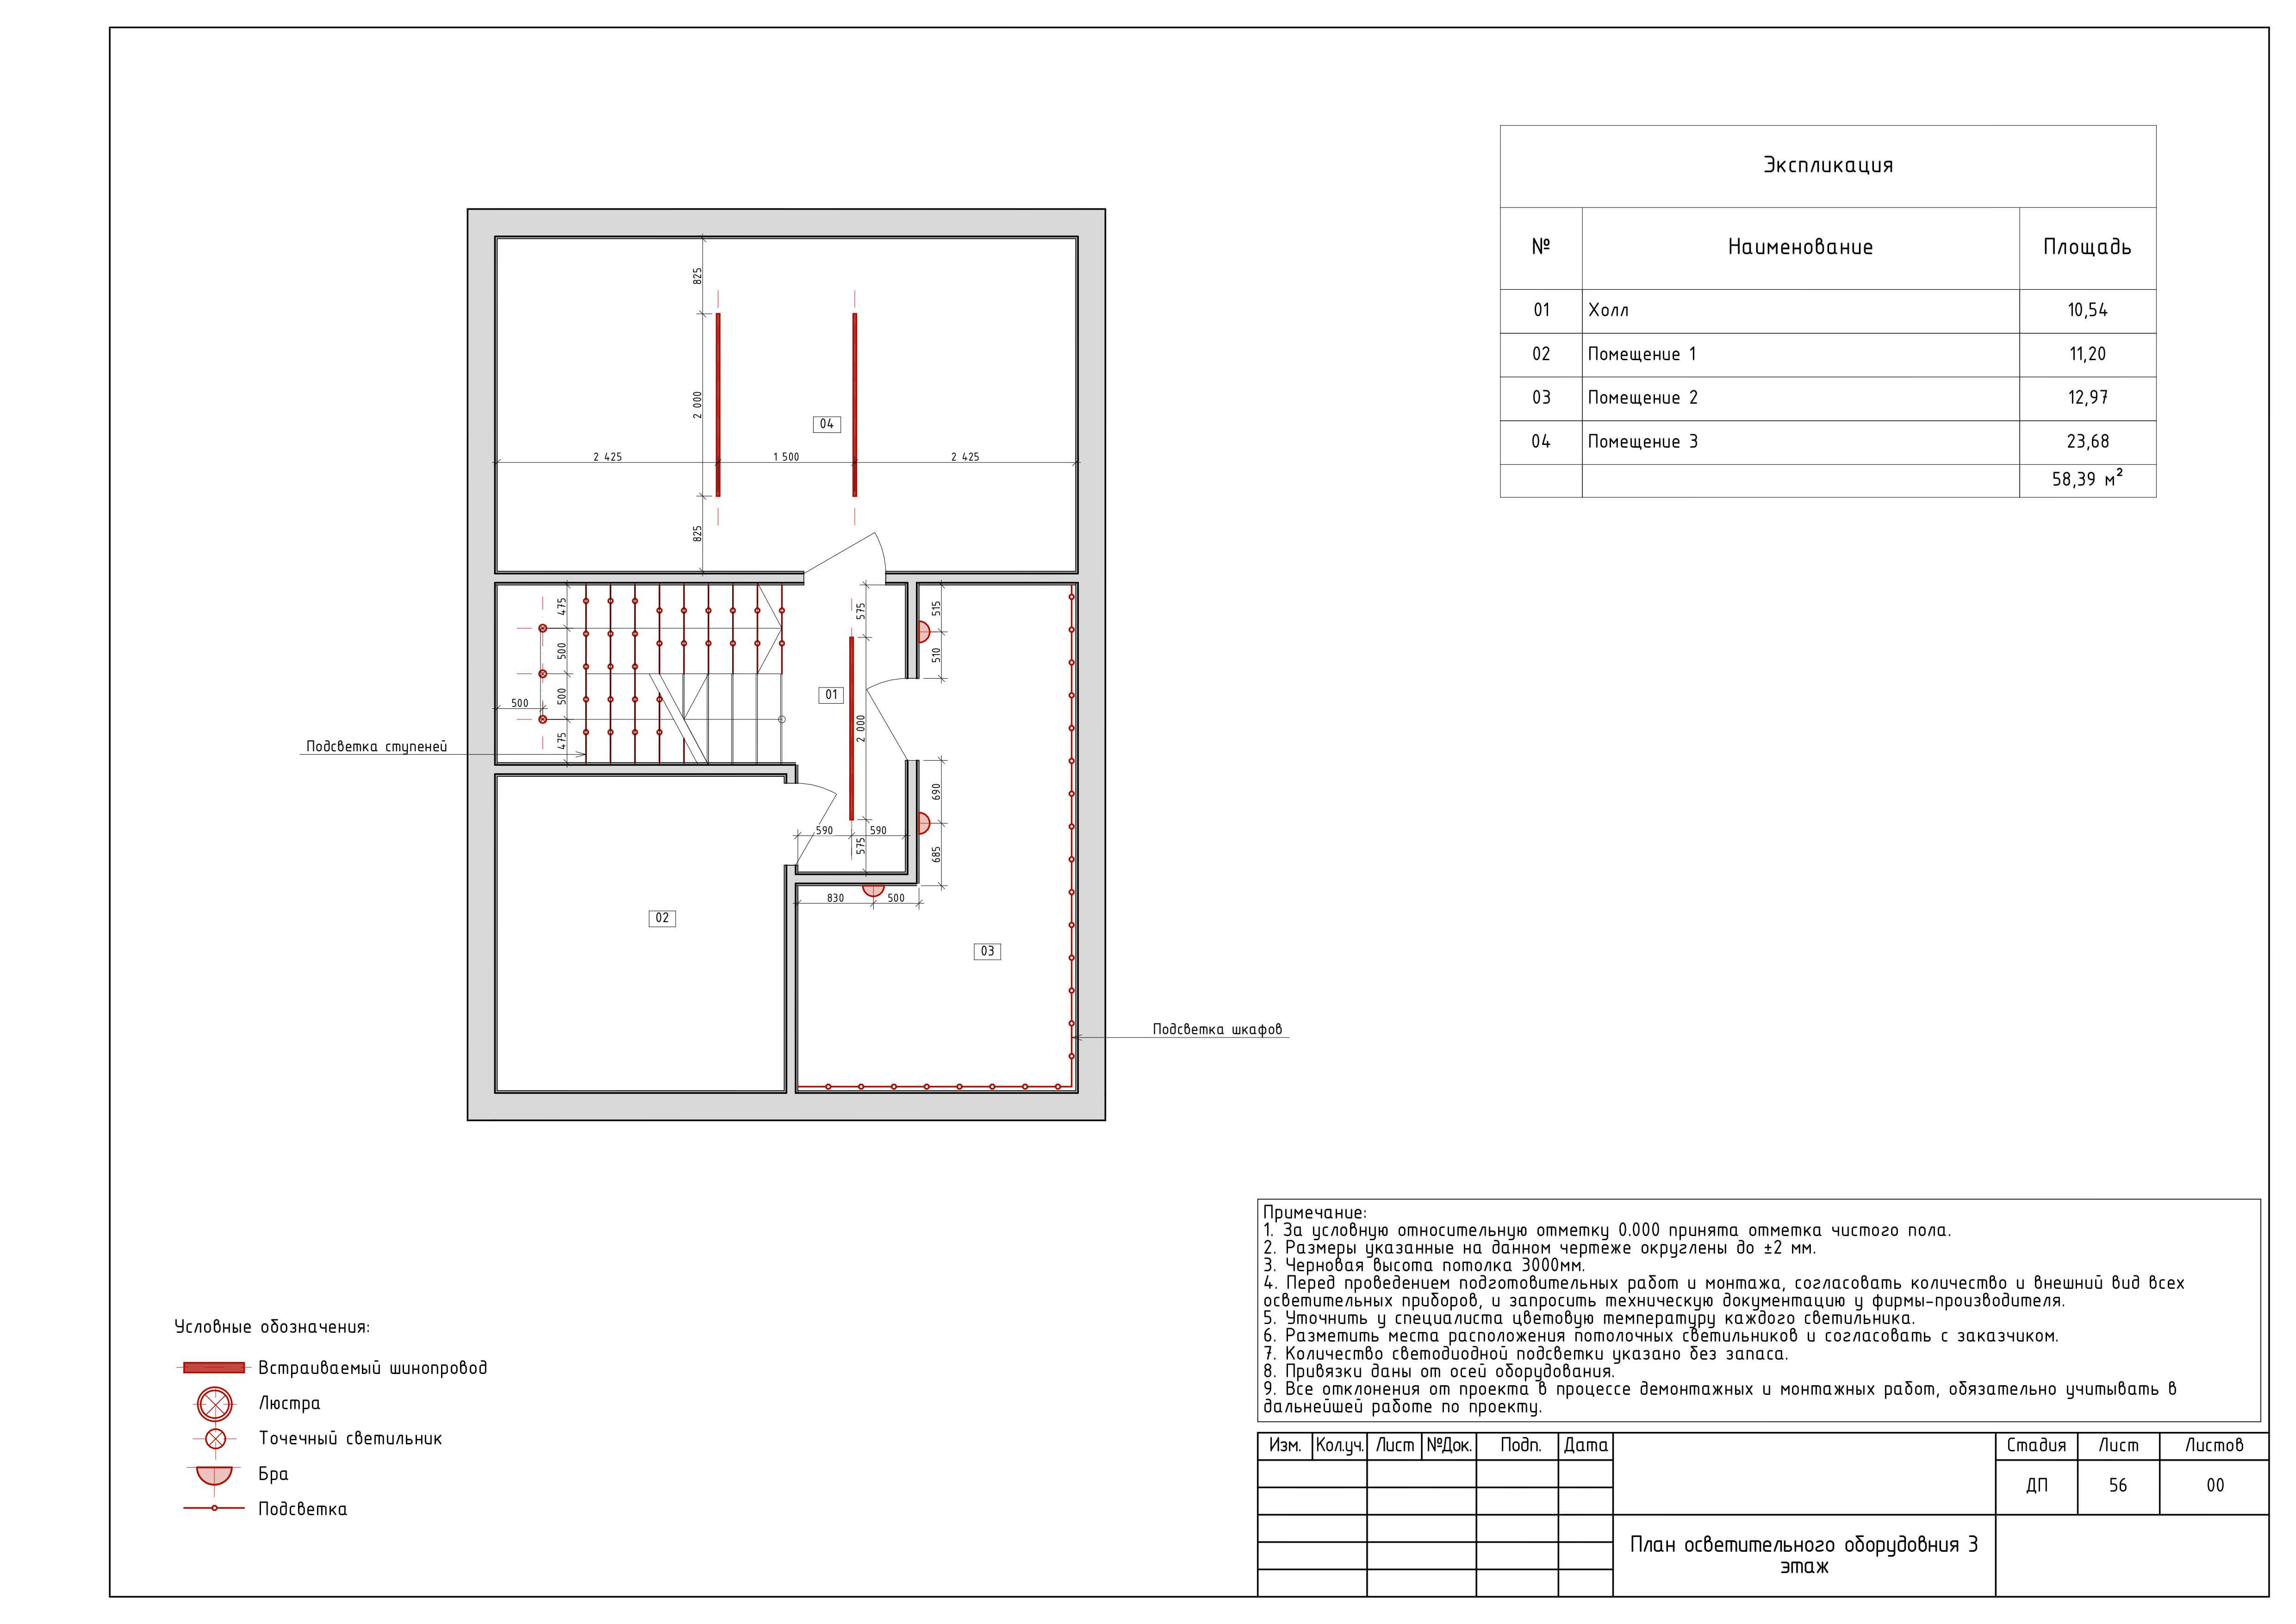 Экспликация
№ Наименование Площадь
01 Холл 10,54
02 Помещение 1 11,20
03 Помещение 2 12,97
04 Помещение 3 23,68
58,39 м²
825
2 000
04
2 425 1 500 2 425
825
475
575
515
500
510
01
500
500
2 000
475
Подсветка ступеней
690
590 590
575
685
830 500
02
03
Подсветка шкафов
Условные обозначения:
Встраиваемый шинопровод
Люстра
Точечный светильник
Бра
Подсветка
Примечание:
1. За условную относительную отметку 0.000 принята отметка чистого пола.
2. Размеры указанные на данном чертеже округлены до ±2 мм.
3. Черновая высота потолка 3000мм.
4. Перед проведением подготовительных работ и монтажа, согласовать количество и внешний вид всех
осветительных приборов, и запросить техническую документацию у фирмы-производителя.
5. Уточнить у специалиста цветовую температуру каждого светильника.
6. Разметить места расположения потолочных светильников и согласовать с заказчиком.
7. Количество светодиодной подсветки указано без запаса.
8. Привязки даны от осей оборудования.
9. Все отклонения от проекта в процессе демонтажных и монтажных работ, обязательно учитывать в
дальнейшей работе по проекту.
Изм. Кол.уч. Лист №Док. Подп. Дата
Стадия Лист Листов
ДП 56 00
План осветительного оборудовния 3
этаж